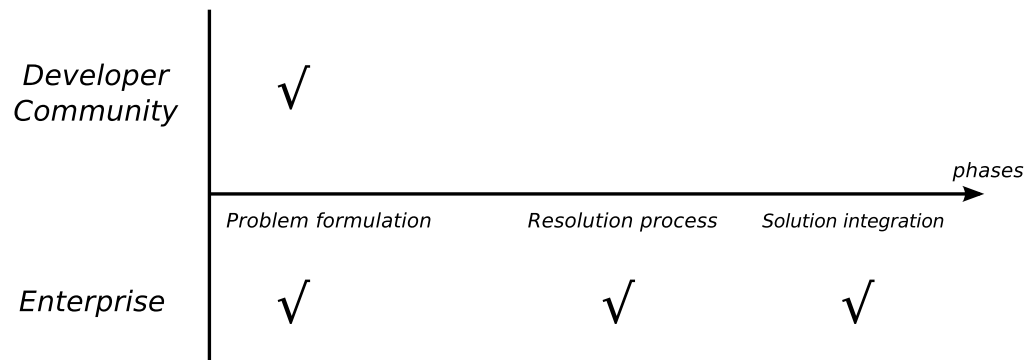 Developer
Community
√
phases
Problem formulation Resolution process Solution integration
Enterprise √ √ √